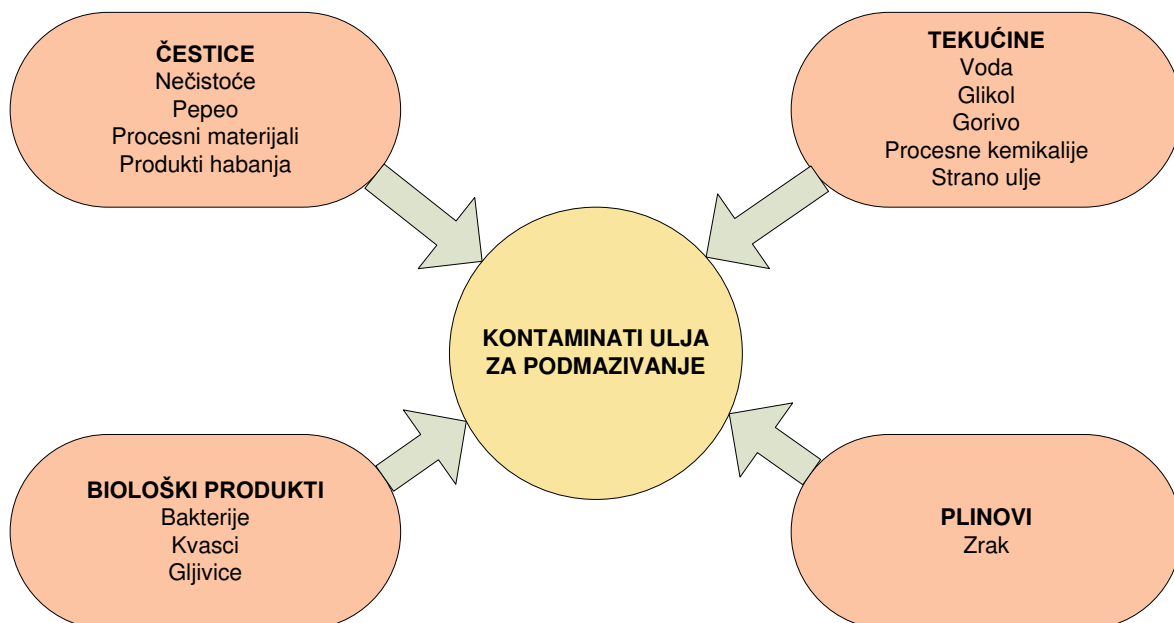 ČESTICE
Nečistoće
Pepeo
Procesni materijali
Produkti habanja
TEKUĆINE
Voda
Glikol
Gorivo
Procesne kemikalije
Strano ulje
KONTAMINATI ULJA
ZA PODMAZIVANJE
BIOLOŠKI PRODUKTI
Bakterije
Kvasci
Gljivice
PLINOVI
Zrak